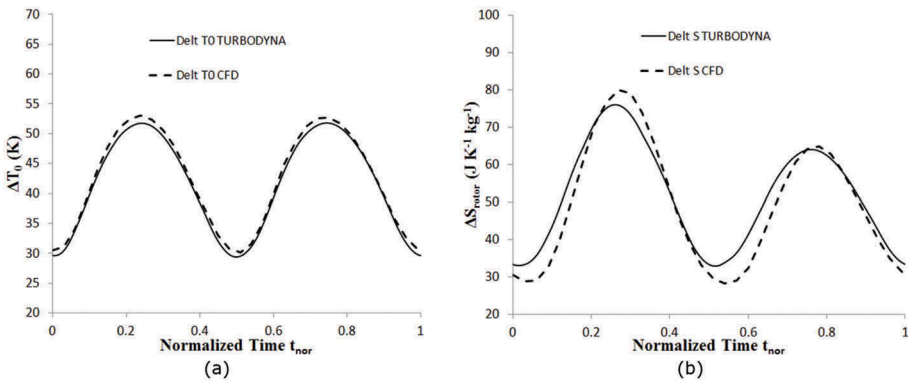 70
65
60
55
50
45
40
35
30
25
20
ΔT₀ (K)
Delt T0 TURBODYNA
Delt T0 CFD
0 0.2 0.4 0.6 0.8 1
Normalized Time tnor
(a)
100
90
80
70
60
50
40
30
20
ΔSrotor (J K⁻¹ kg⁻¹)
Delt S TURBODYNA
Delt S CFD
0 0.2 0.4 0.6 0.8 1
Normalized Time tnor
(b)